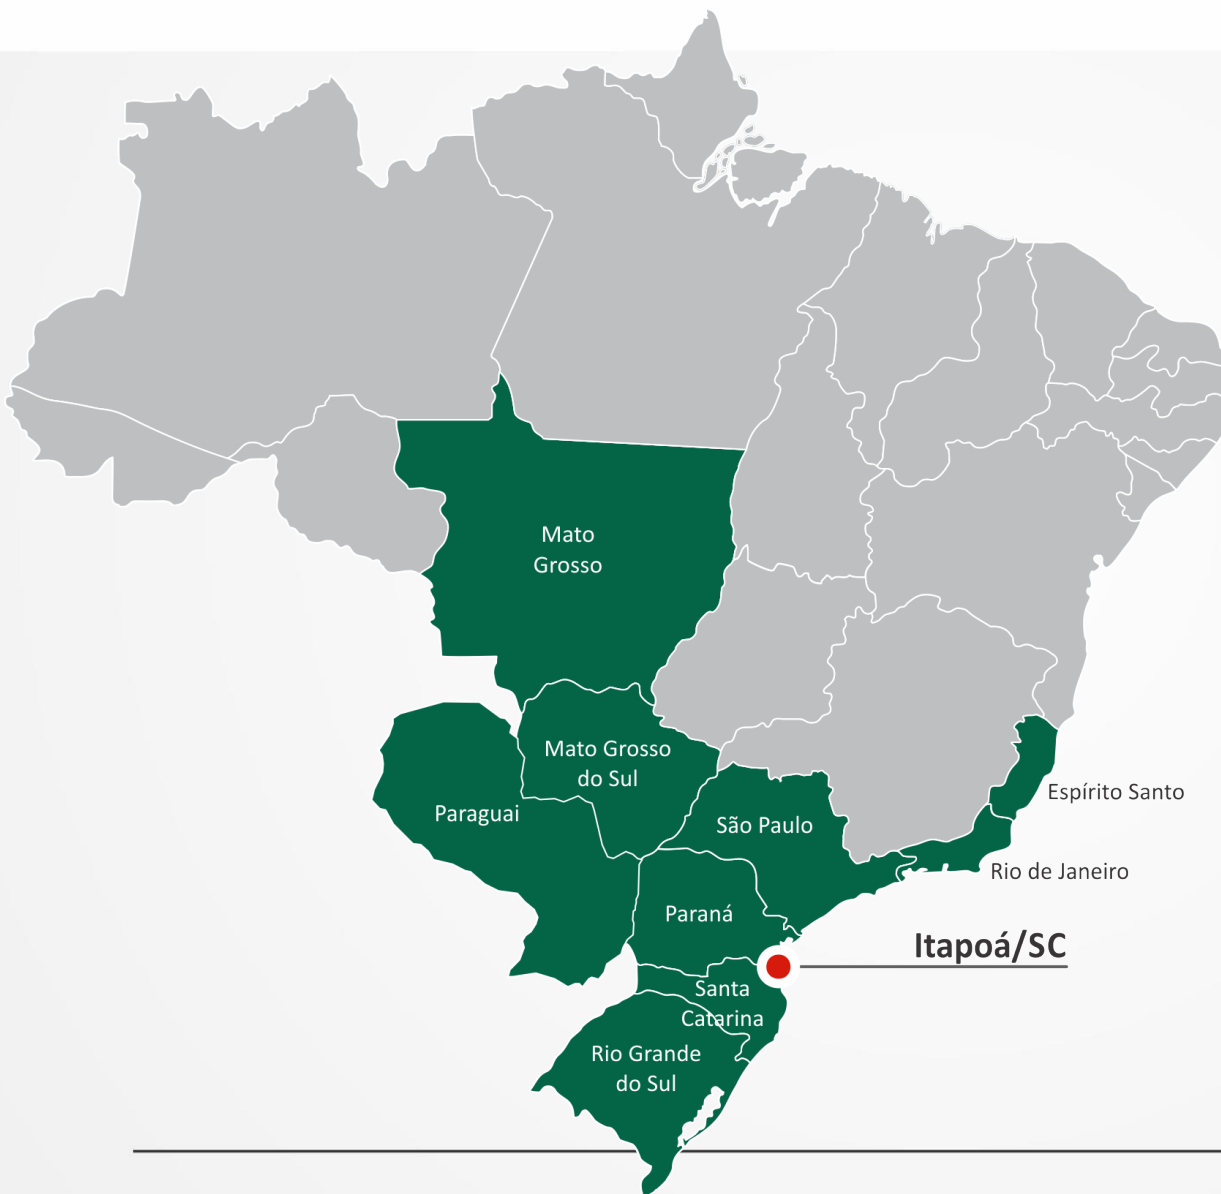 Mato
Grosso
Mato Grosso
do Sul
Paraguai
São Paulo
Espírito Santo
Rio de Janeiro
Paraná
Itapoá/SC
Santa
Catarina
Rio Grande
do Sul